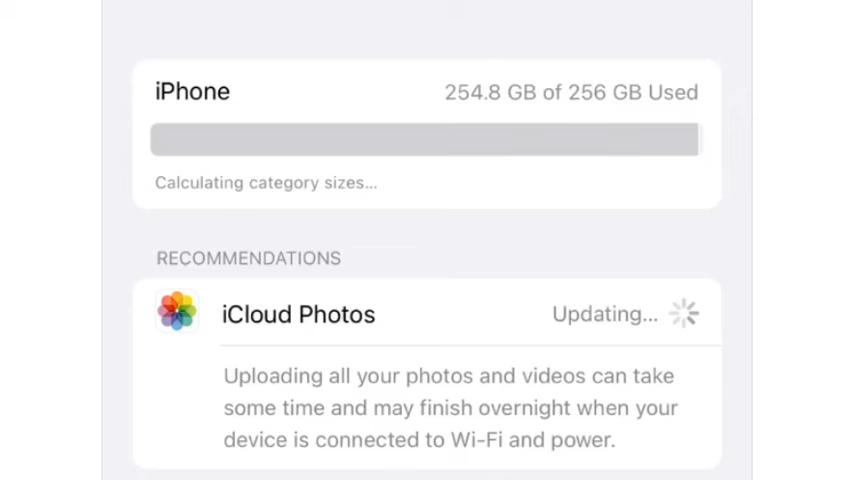 iPhone 254.8 GB of 256 GB Used
Calculating category sizes...
RECOMMENDATIONS
iCloud Photos Updating...
Uploading all your photos and videos can take
some time and may finish overnight when your
device is connected to Wi-Fi and power.